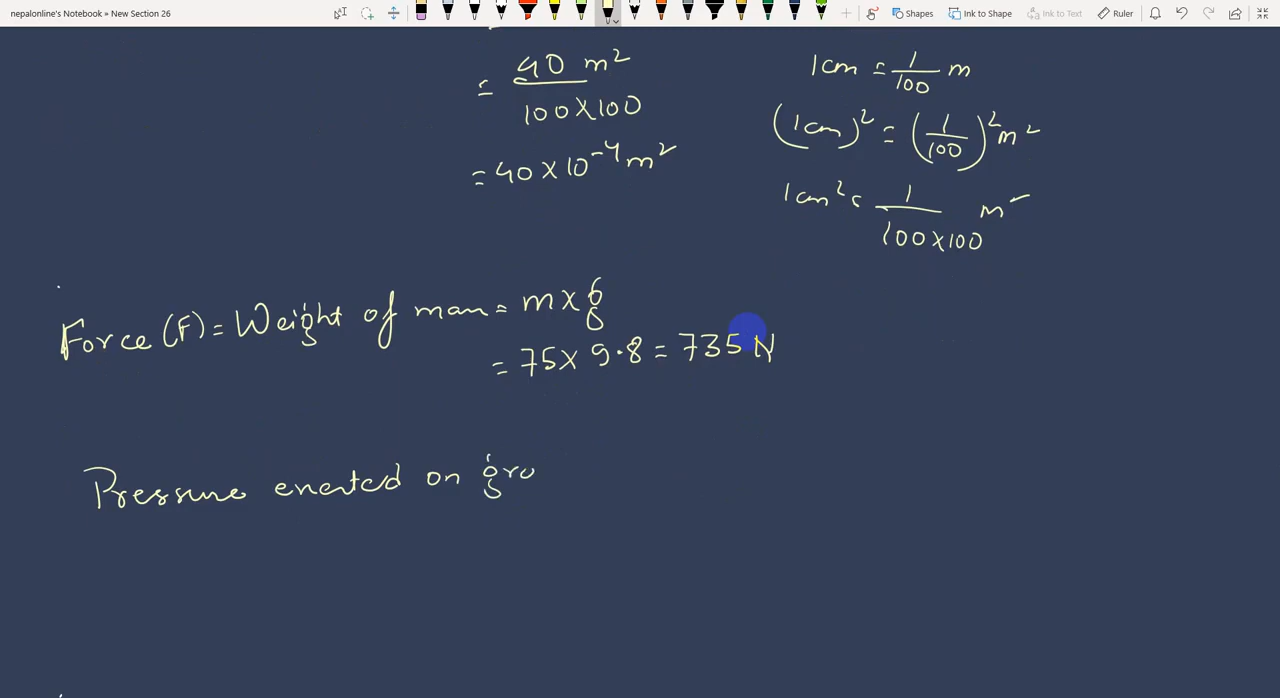 nepalonline's Notebook » New Section 26
Shapes Ink to Shape Ink to Text Ruler
= 40 m² / 100×100
= 40 × 10⁻⁴ m²
1cm = 1/100 m
(1cm)² = (1/100)² m²
1cm² = 1/100×100 m²
Force (F) = Weight of man = m × g
= 75 × 9.8 = 735 N
Pressure exerted on gro